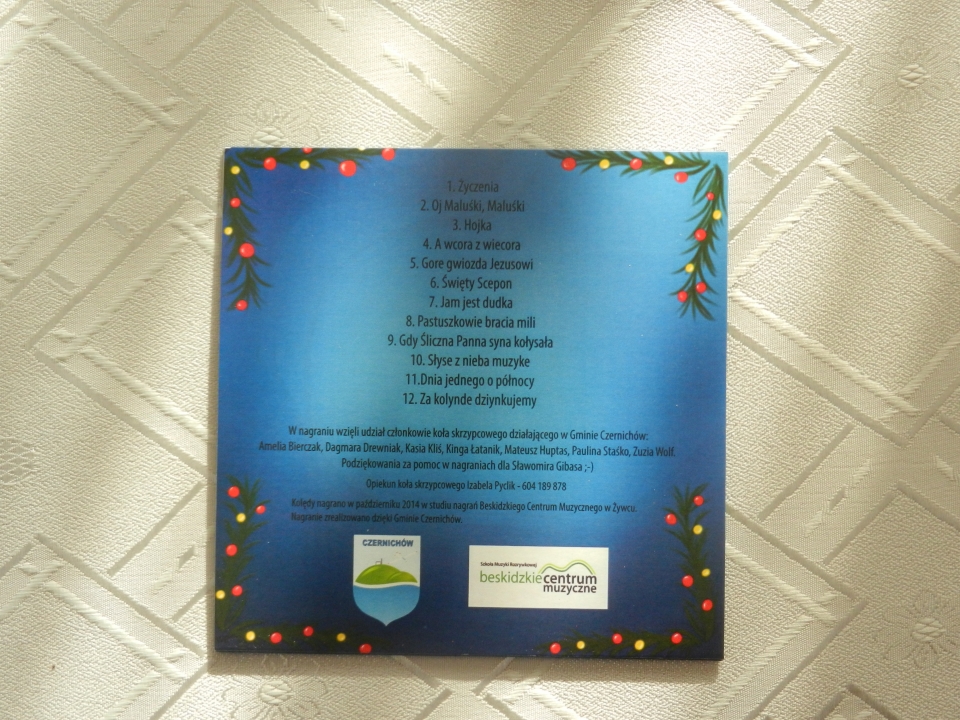 1. Życzenia
2. Oj Maluśki, Maluśki
3. Hojka
4. A wcora z wiecora
5. Gore gwiozda Jezusowi
6. Święty Scepon
7. Jam jest dudka
8. Pastuszkowie bracia mili
9. Gdy Śliczna Panna syna kołysała
10. Słyse z nieba muzyke
11.Dnia jednego o północy
12. Za kolynde dziynkujemy
W nagraniu wzięli udział członkowie koła skrzypcowego działającego w Gminie Czernichów:
Amelia Bierczak, Dagmara Drewniak, Kasia Kliś, Kinga Łatanik, Mateusz Huptas, Paulina Staśko, Zuzia Wolf.
Podziękowania za pomoc w nagraniach dla Sławomira Gibasa ;-)
Opiekun koła skrzypcowego Izabela Pyclik - 604 189 878
Kolędy nagrano w październiku 2014 w studiu nagrań Beskidzkiego Centrum Muzycznego w Żywcu.
Nagranie zrealizowano dzięki Gminie Czernichów.
CZERNICHÓW
Szkoła Muzyki Rozrywkowej
beskidzkie centrum
muzyczne